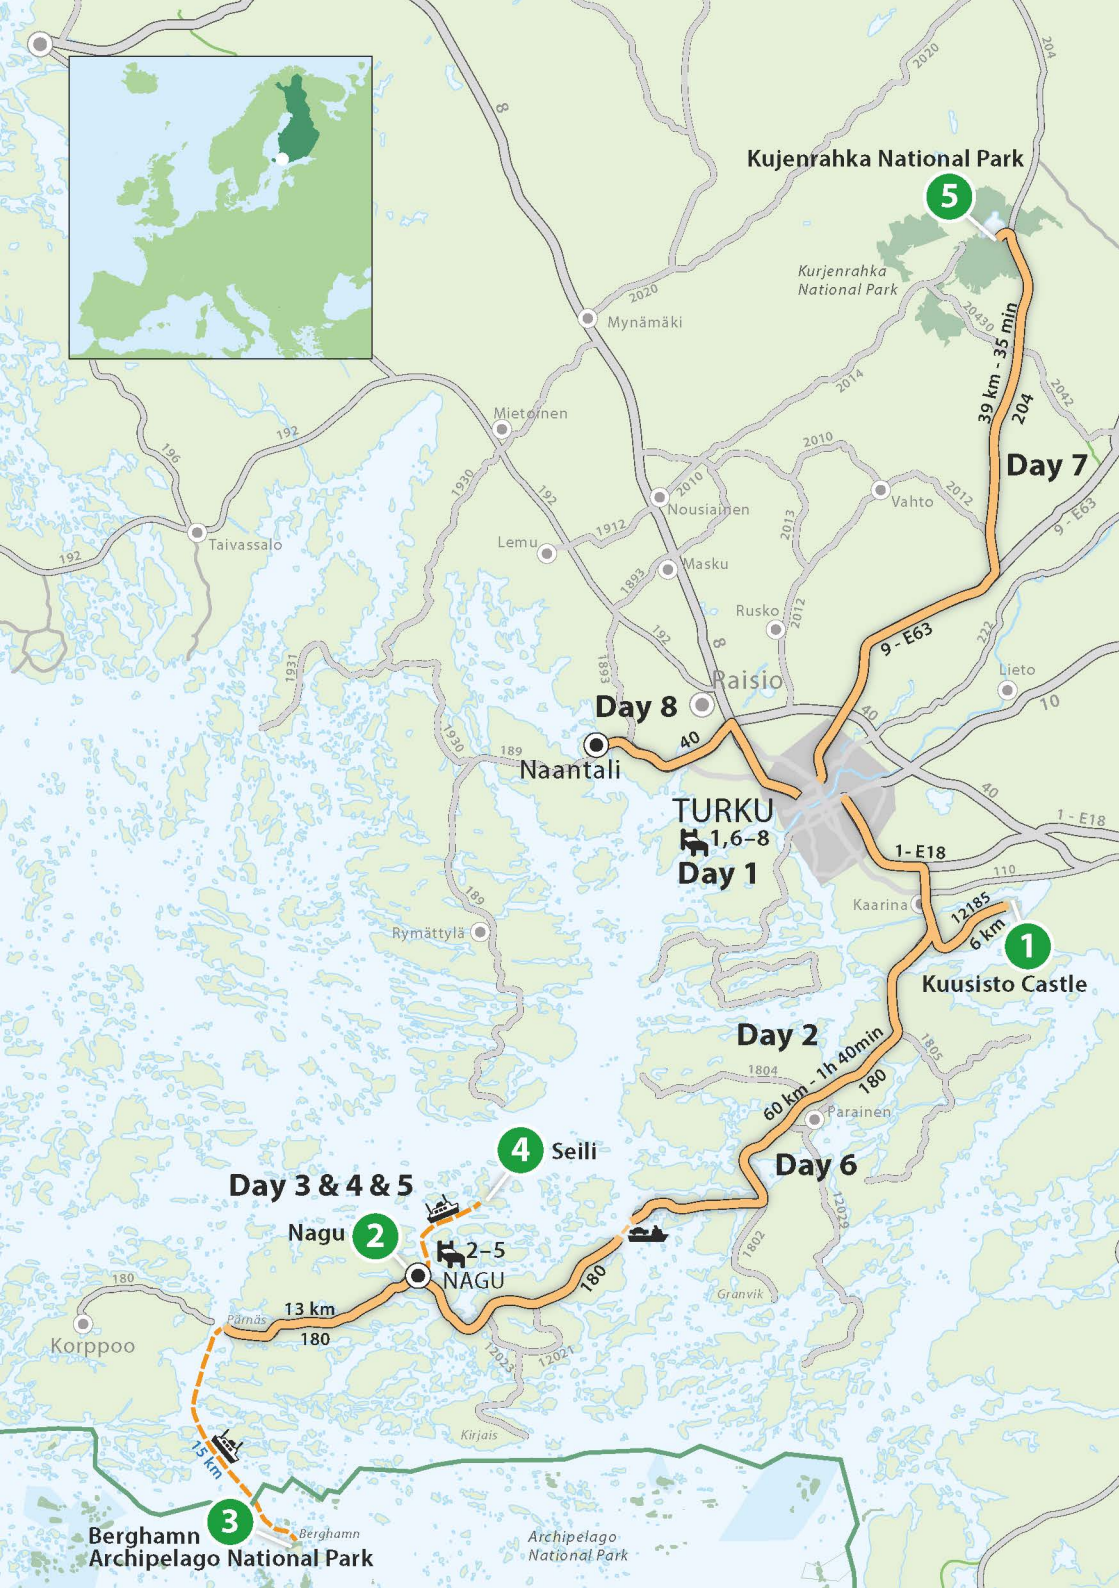 204
2020
8
Kujenrahka National Park
5
Kurjenrahka
National Park
2020
Mynämäki
20430
39 km - 35 min
204
2042
2014
Mietoinen
192
196
2010
Day 7
1930
192
2010
Nousiainen
Vahto
2012
9 - E63
1912
2013
Lemu
Taivassalo
192
Masku
1893
Rusko
2012
222
192
8
9 - E63
1931
1893
Lieto
Raisio
10
Day 8
40
40
1930
189
Naantali
40
TURKU
1,6–8
Day 1
1 - E18
1- E18
110
189
Kaarina
12185
6 km
1
Rymättylä
Kuusisto Castle
Day 2
1805
60 km - 1h 40min
180
1804
Parainen
4
Seili
Day 6
Day 3 & 4 & 5
12029
Nagu
2
2–5
1802
NAGU
180
180
Granvik
13 km
Pärnäs
180
Korppoo
12023
12021
Kirjais
15 km
3
Berghamn
Archipelago National Park
Berghamn
Archipelago
National Park